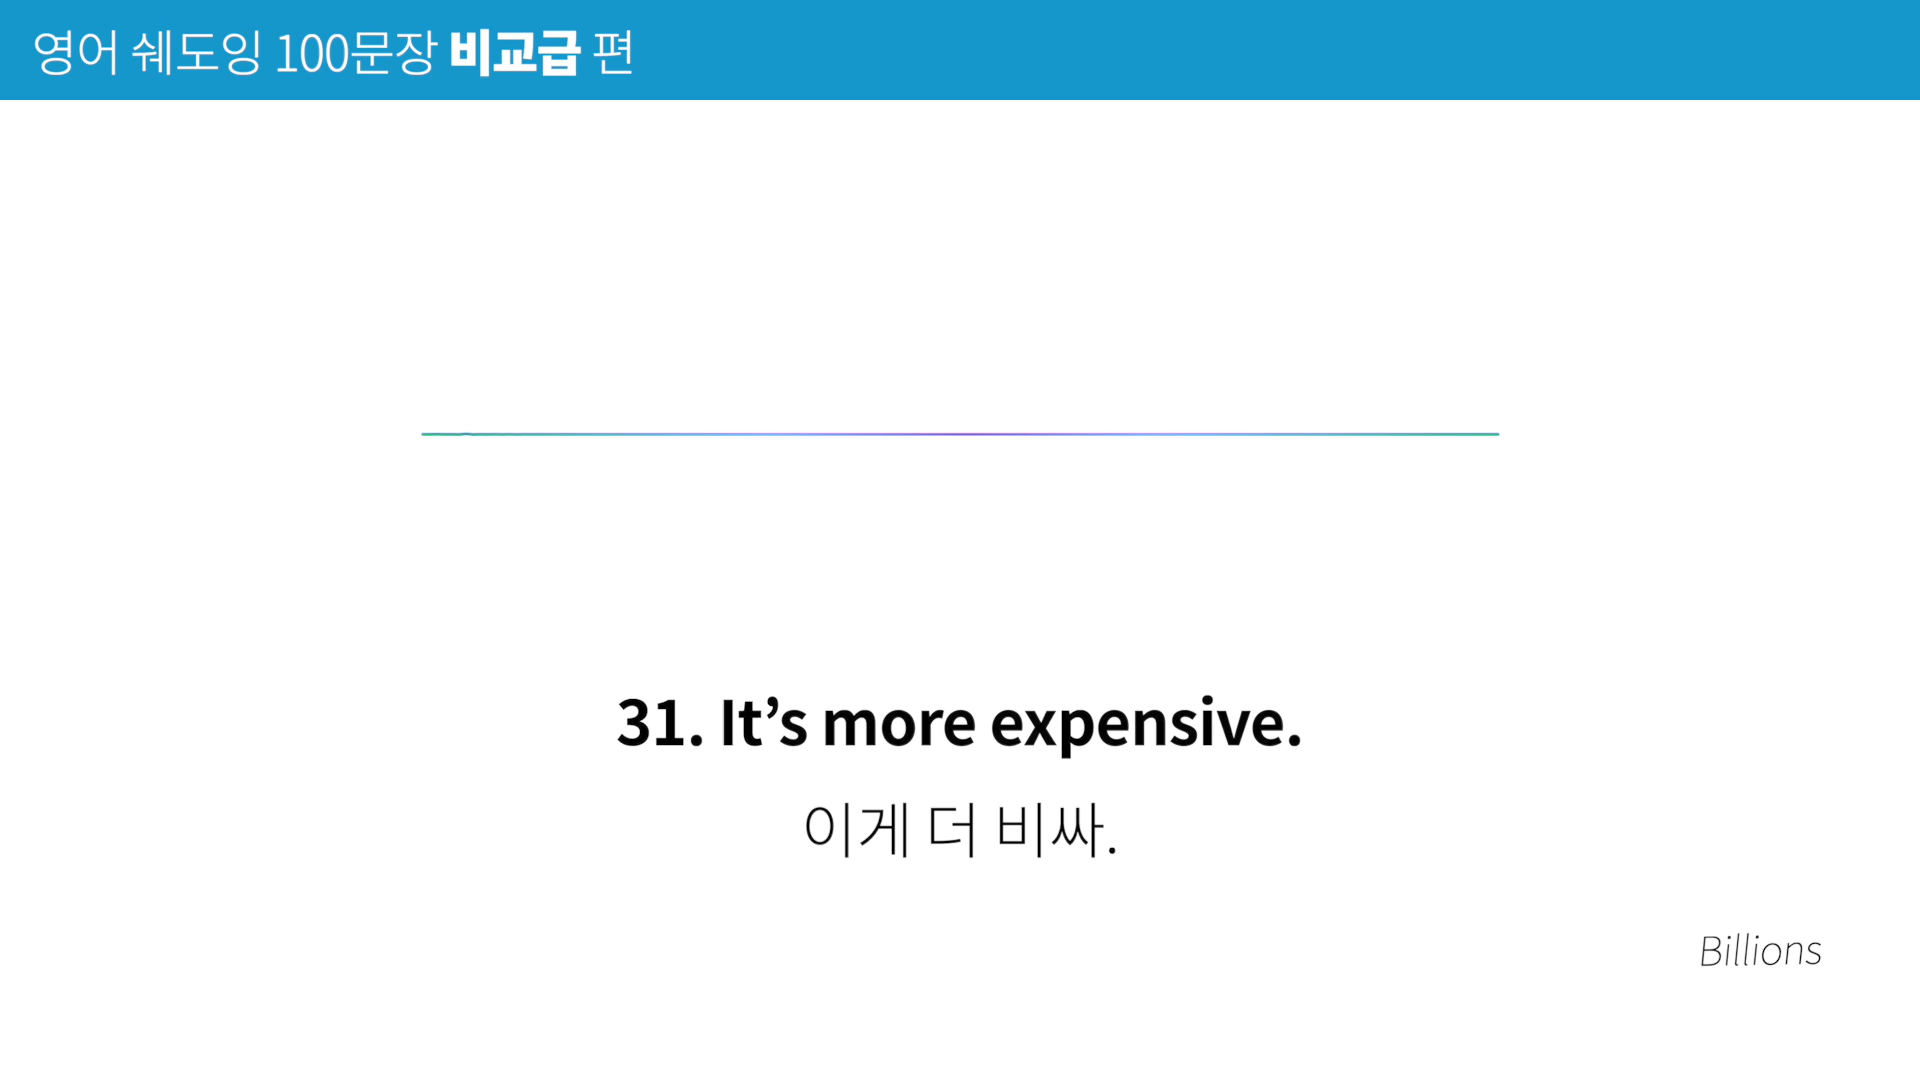 영어 쉐도잉 100문장 비교급 편
31. It’s more expensive.
이게 더 비싸.
Billions